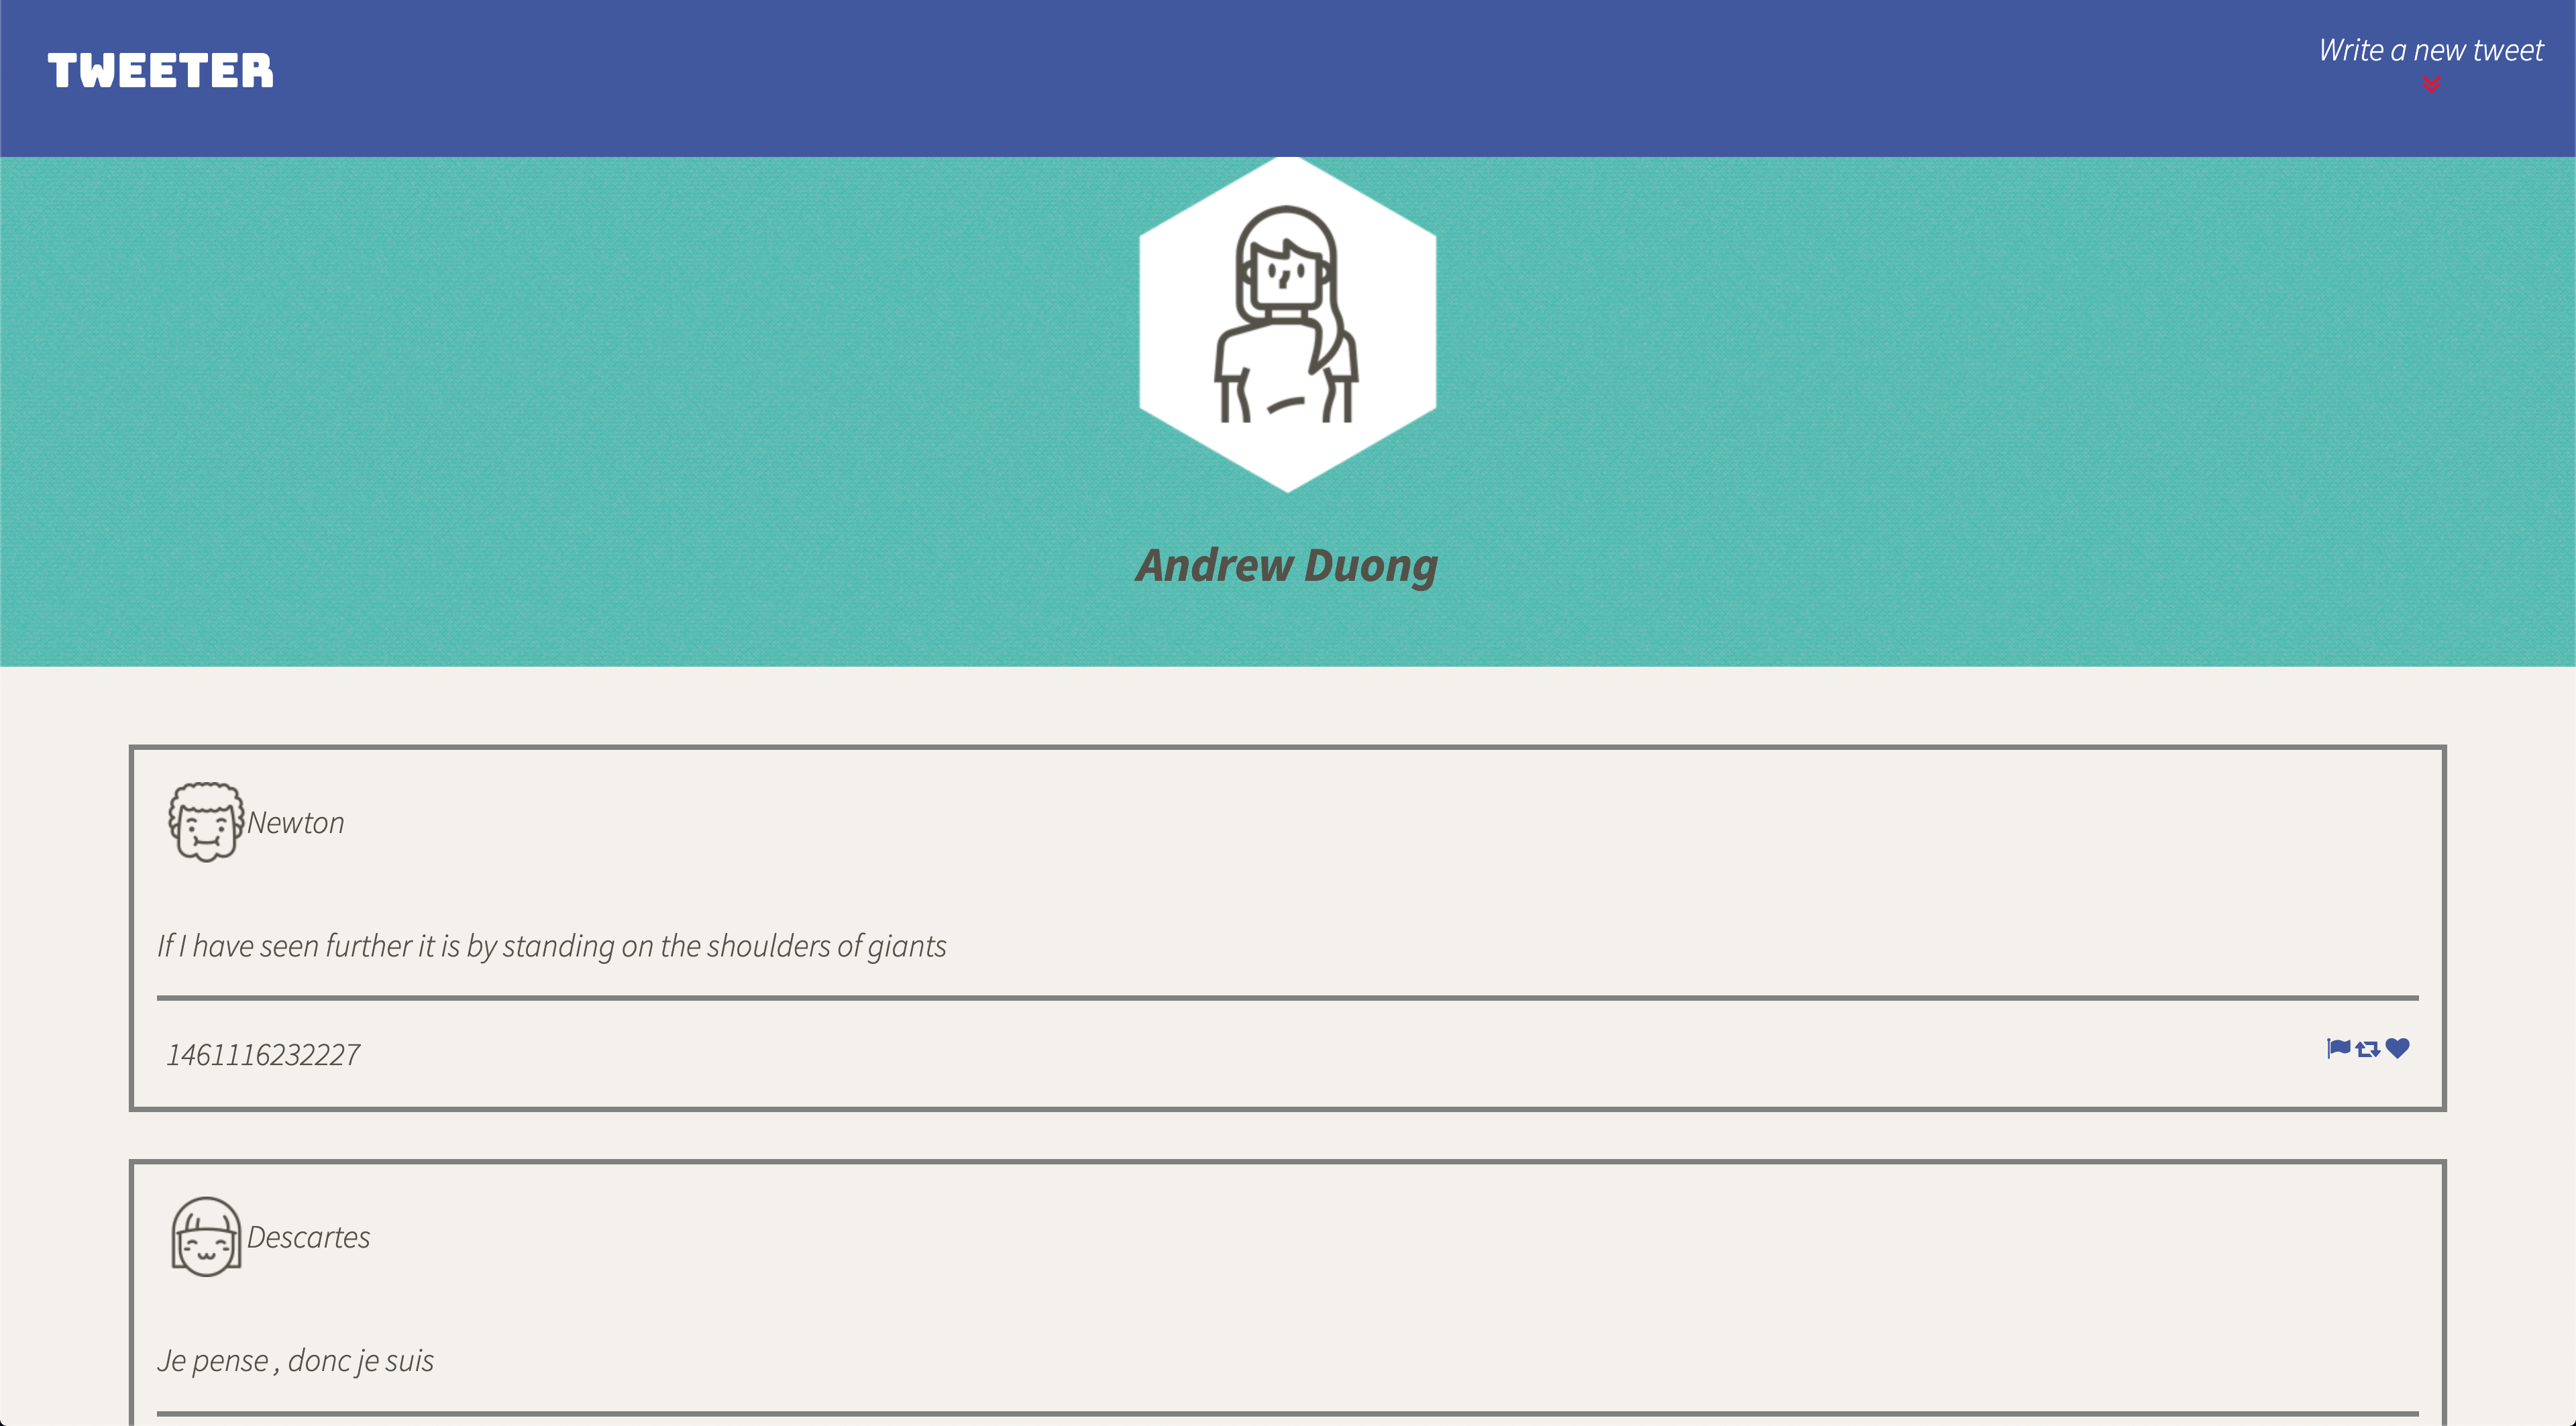 TWEETER
Write a new tweet
Andrew Duong
Newton
If I have seen further it is by standing on the shoulders of giants
1461116232227
Descartes
Je pense , donc je suis